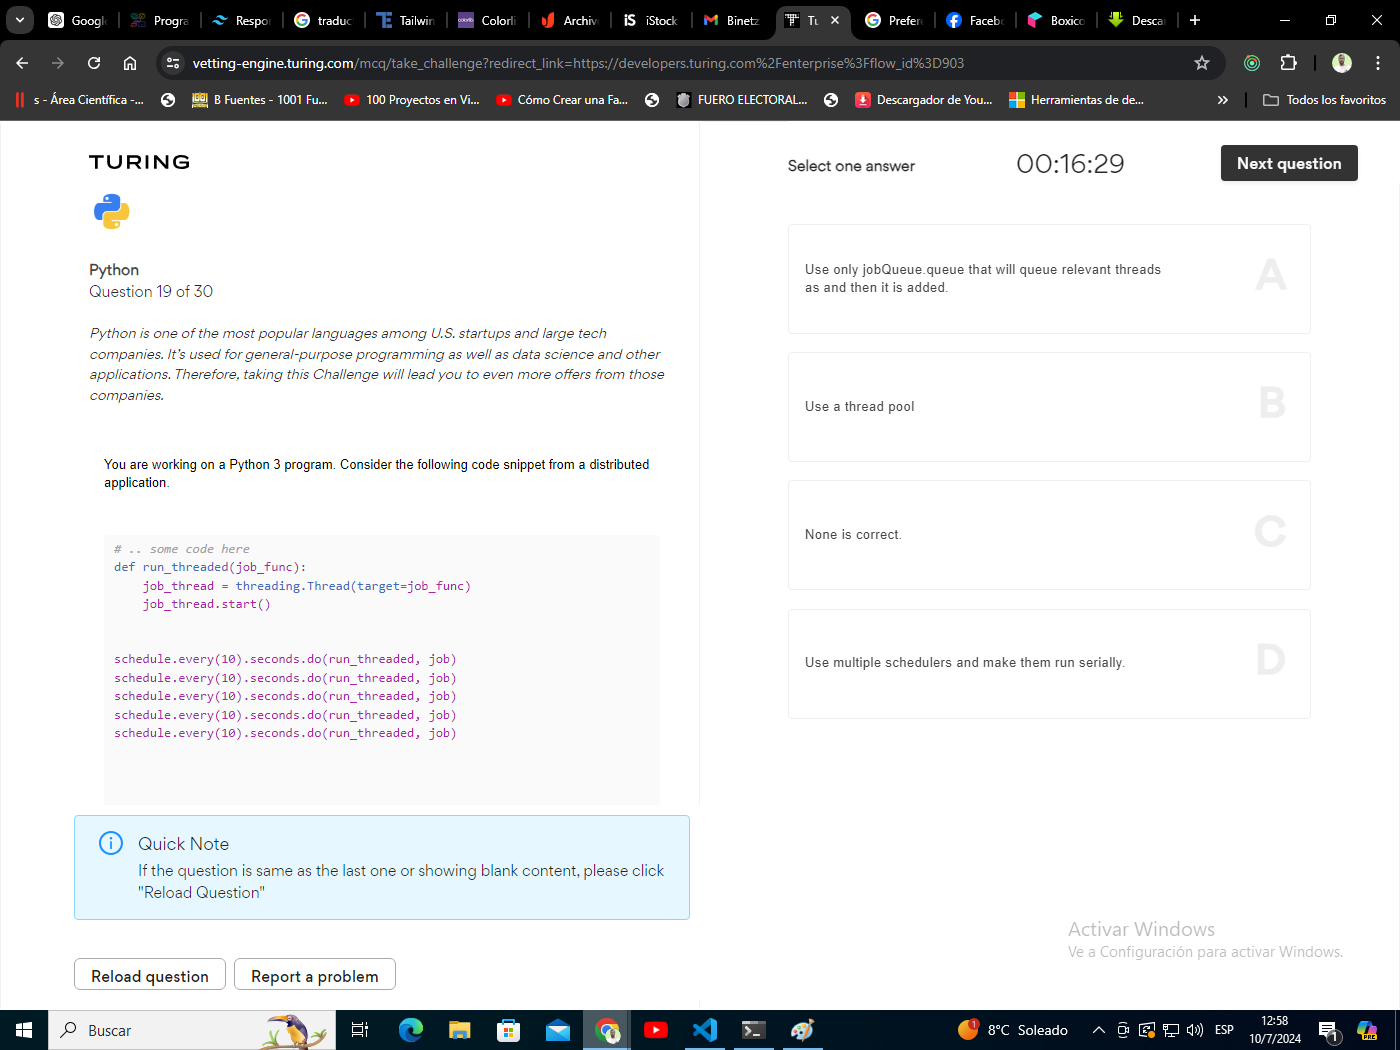 Google
Progra
Respon
traduc
Tailwin
Colorli
Archive
iStock
Binetz
Tu
Prefere
Facebo
Boxico
Descar
vetting-engine.turing.com/mcq/take_challenge?redirect_link=https://developers.turing.com%2Fenterprise%3Fflow_id%3D903
s - Área Científica -...
B Fuentes - 1001 Fu...
100 Proyectos en Vi...
Cómo Crear una Fa...
FUERO ELECTORAL...
Descargador de You...
Herramientas de de...
Todos los favoritos
TURING
Select one answer
00:16:29
Next question
Python
Question 19 of 30
Python is one of the most popular languages among U.S. startups and large tech
companies. It's used for general-purpose programming as well as data science and other
applications. Therefore, taking this Challenge will lead you to even more offers from those
companies.
You are working on a Python 3 program. Consider the following code snippet from a distributed
application.
# .. some code here
def run_threaded(job_func):
    job_thread = threading.Thread(target=job_func)
    job_thread.start()
schedule.every(10).seconds.do(run_threaded, job)
schedule.every(10).seconds.do(run_threaded, job)
schedule.every(10).seconds.do(run_threaded, job)
schedule.every(10).seconds.do(run_threaded, job)
schedule.every(10).seconds.do(run_threaded, job)
Quick Note
If the question is same as the last one or showing blank content, please click
"Reload Question"
Reload question
Report a problem
Use only jobQueue.queue that will queue relevant threads
as and then it is added.
A
Use a thread pool
B
None is correct.
C
Use multiple schedulers and make them run serially.
D
Activar Windows
Ve a Configuración para activar Windows.
Buscar
1
8°C Soleado
ESP
12:58
10/7/2024
1
PRE